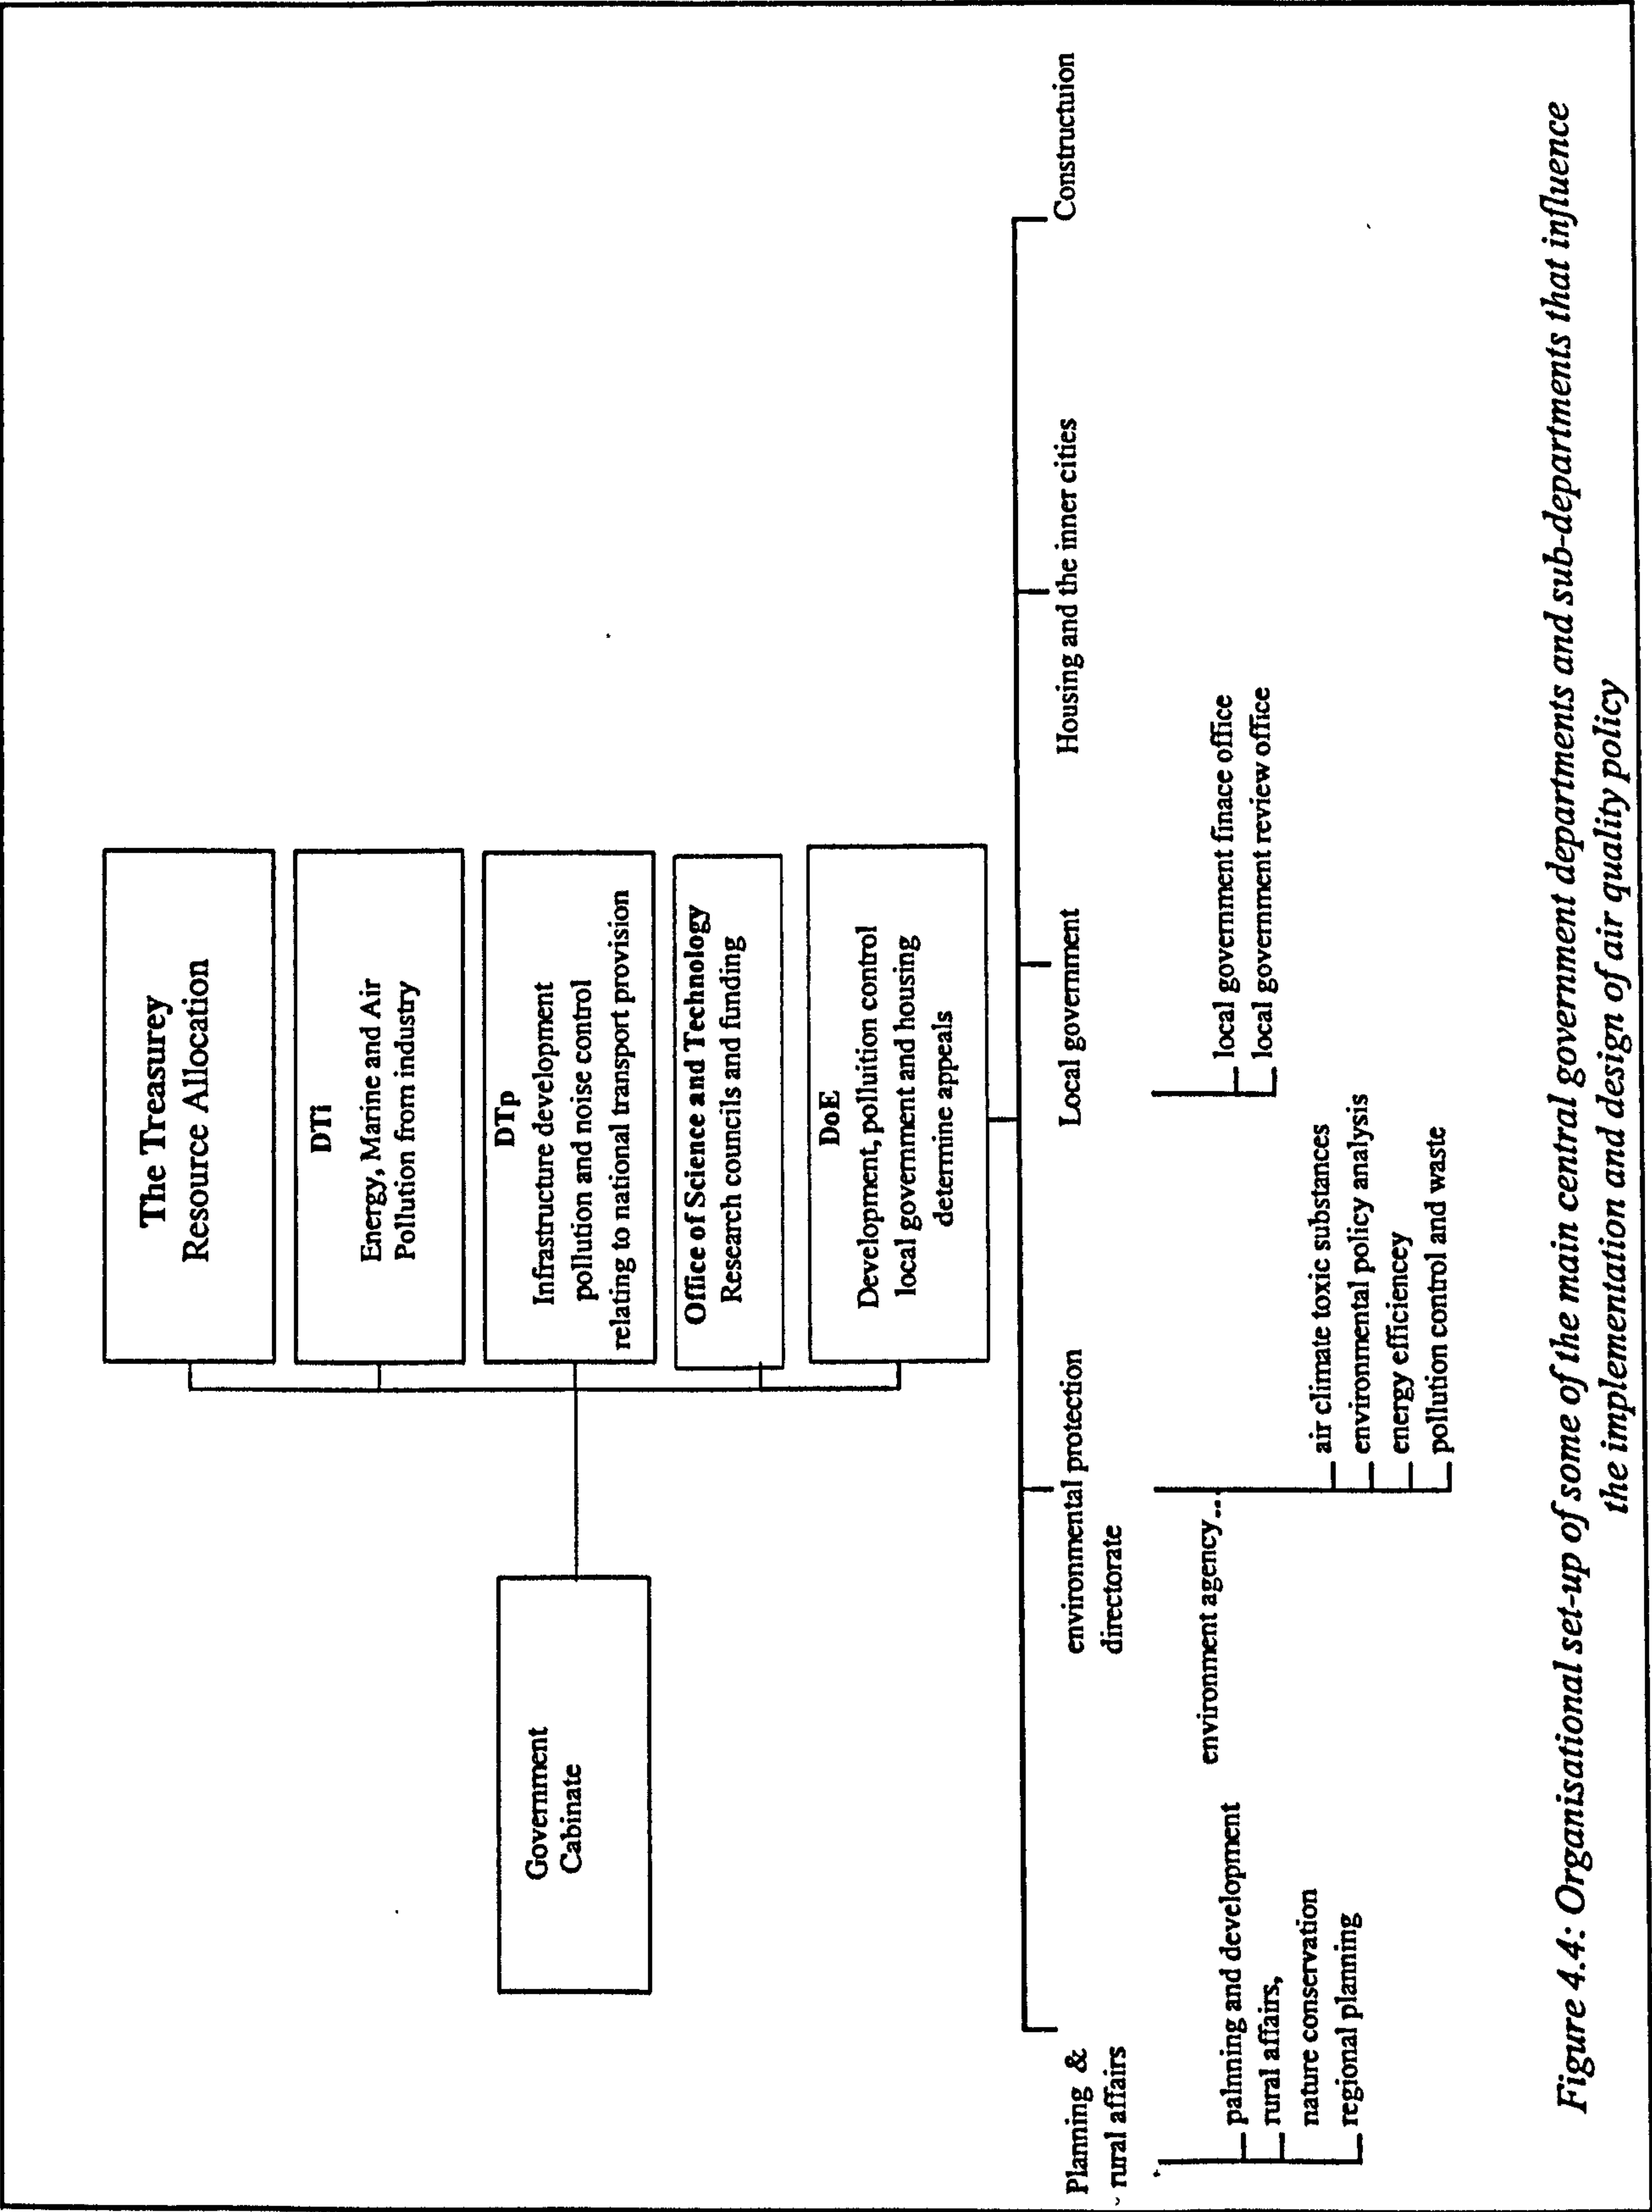 The Treasurey
Resource Allocation
DTi
Energy, Marine and Air
Pollution from industry
Government
Cabinate
DTp
Infrastructure development
pollution and noise control
relating to national transport provision
Office of Science and Technology
Research councils and funding
DoE
Development, polluition control
local government and housing
determine appeals
Planning &
rural affairs
environmental protection
directorate
Local government
Housing and the inner cities
Constructuion
palnning and development
rural affairs,
nature conservation
regional planning
environment agency...
air climate toxic substances
environmental policy analysis
energy efficiencey
pollution control and waste
local government finace office
local government review office
Figure 4.4: Organisational set-up of some of the main central government departments and sub-departments that influence
the implementation and design of air quality policy